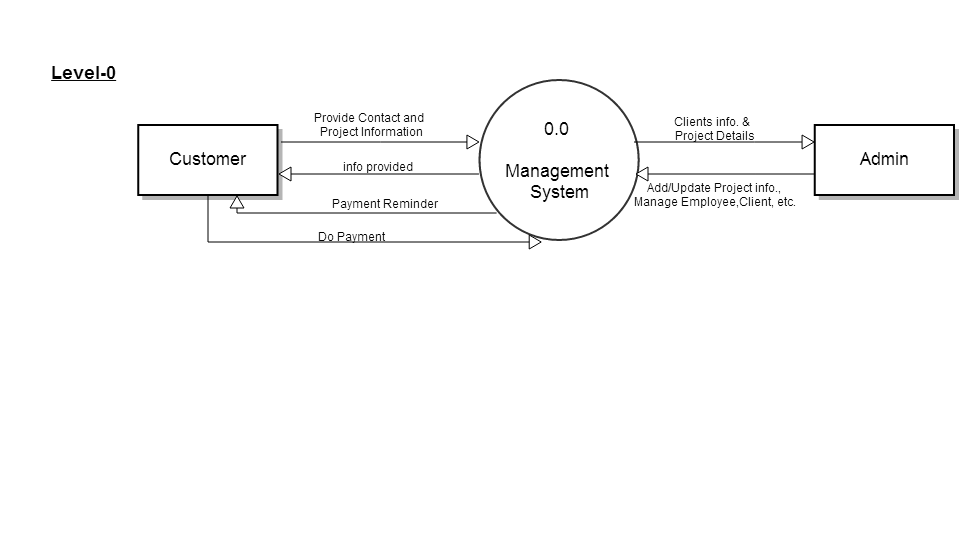 Level-0
Provide Contact and
Project Information
Customer
info provided
Payment Reminder
Do Payment
0.0
Management
System
Clients info. &
Project Details
Admin
Add/Update Project info.,
Manage Employee,Client, etc.